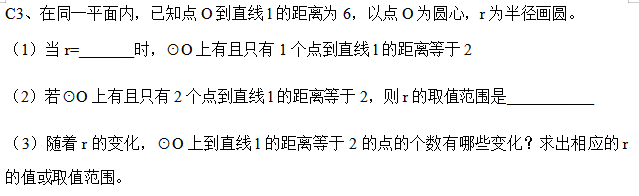 C3、在同一平面内，已知点 O 到直线 l 的距离为 6，以点 O 为圆心，r 为半径画圆。
（1）当 r=_______时，⊙O 上有且只有 1 个点到直线 l 的距离等于 2
（2）若⊙O 上有且只有 2 个点到直线 l 的距离等于 2，则 r 的取值范围是___________
（3）随着 r 的变化，⊙O 上到直线 l 的距离等于 2 的点的个数有哪些变化？求出相应的 r
的值或取值范围。